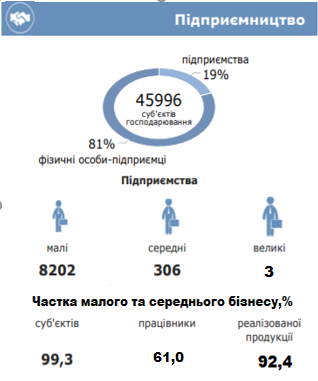 Підприємництво
підприємства
19%
45996
суб'єктів
господарювання
81%
фізичні особи-підприємці
Підприємства
малі середні великі
8202 306 3
Частка малого та середнього бізнесу,%
суб'єктів працівники реалізованої
продукції
99,3 61,0 92,4